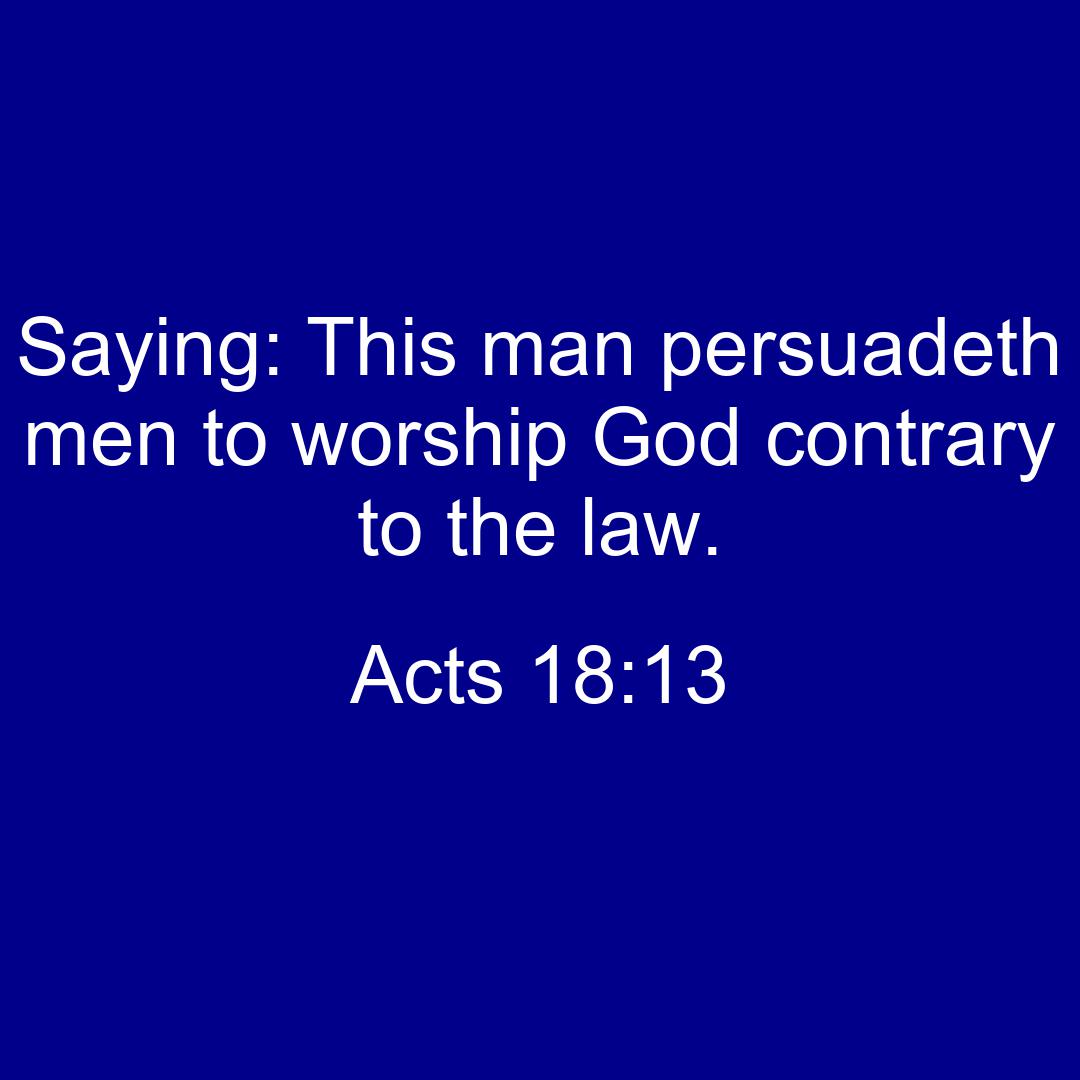 Saying: This man persuadeth
men to worship God contrary
to the law.
Acts 18:13